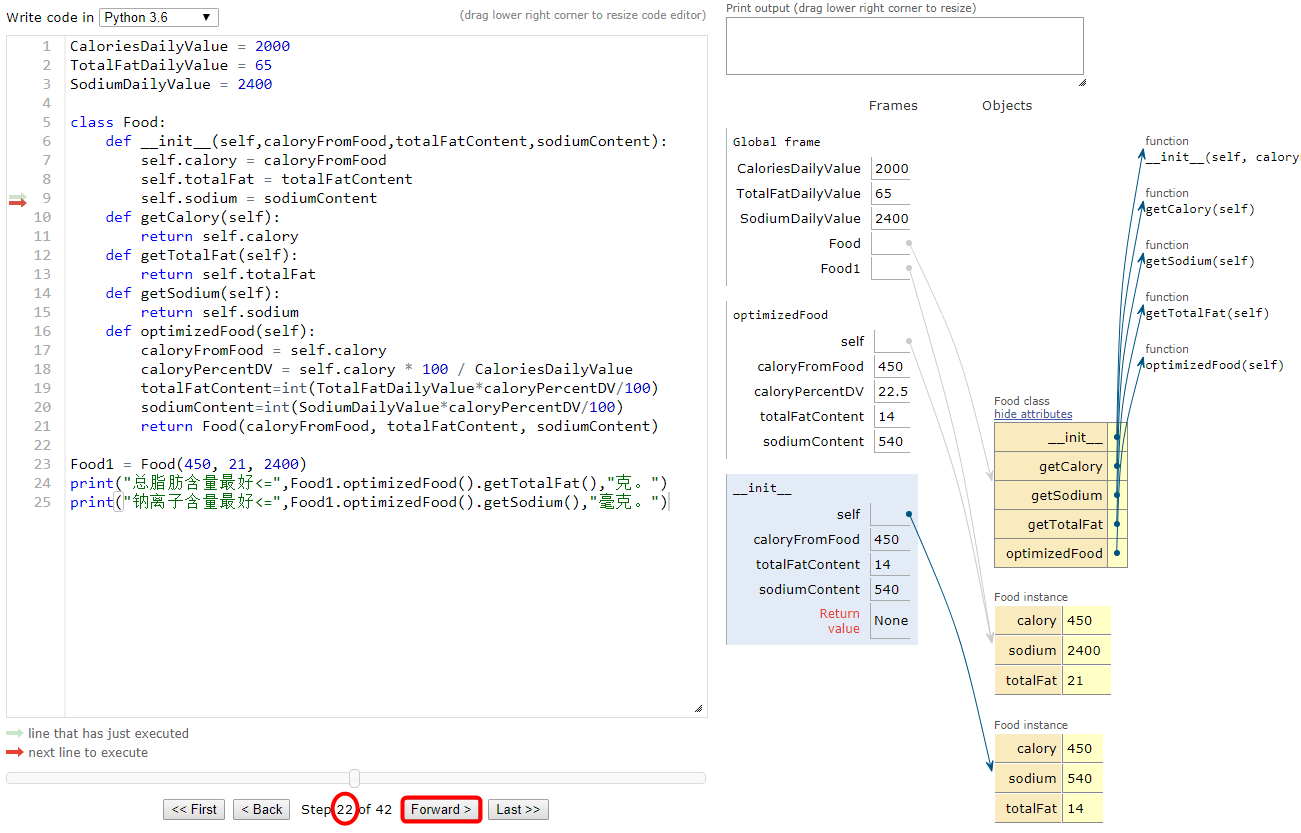 Write code in Python 3.6 ▼
(drag lower right corner to resize code editor)
1 CaloriesDailyValue = 2000
2 TotalFatDailyValue = 65
3 SodiumDailyValue = 2400
4
5 class Food:
6     def __init__(self,caloryFromFood,totalFatContent,sodiumContent):
7         self.calory = caloryFromFood
8         self.totalFat = totalFatContent
9         self.sodium = sodiumContent
10     def getCalory(self):
11         return self.calory
12     def getTotalFat(self):
13         return self.totalFat
14     def getSodium(self):
15         return self.sodium
16     def optimizedFood(self):
17         caloryFromFood = self.calory
18         caloryPercentDV = self.calory * 100 / CaloriesDailyValue
19         totalFatContent=int(TotalFatDailyValue*caloryPercentDV/100)
20         sodiumContent=int(SodiumDailyValue*caloryPercentDV/100)
21         return Food(caloryFromFood, totalFatContent, sodiumContent)
22
23 Food1 = Food(450, 21, 2400)
24 print("总脂肪含量最好<=",Food1.optimizedFood().getTotalFat(),"克。")
25 print("钠离子含量最好<=",Food1.optimizedFood().getSodium(),"毫克。")
line that has just executed
next line to execute
<< First
< Back
Step 22 of 42
Forward >
Last >>
Print output (drag lower right corner to resize)
Frames
Objects
Global frame
CaloriesDailyValue 2000
TotalFatDailyValue 65
SodiumDailyValue 2400
Food
Food1
optimizedFood
self
caloryFromFood 450
caloryPercentDV 22.5
totalFatContent 14
sodiumContent 540
__init__
self
caloryFromFood 450
totalFatContent 14
sodiumContent 540
Return
value None
function
__init__(self, calory
function
getCalory(self)
function
getSodium(self)
function
getTotalFat(self)
function
optimizedFood(self)
Food class
hide attributes
__init__
getCalory
getSodium
getTotalFat
optimizedFood
Food instance
calory 450
sodium 2400
totalFat 21
Food instance
calory 450
sodium 540
totalFat 14